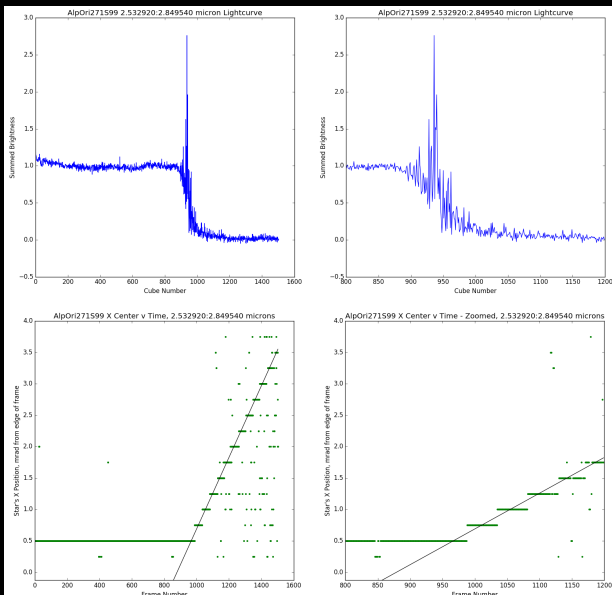 AlpOri271S99 2.532920:2.849540 micron Lightcurve
3.0
2.5
2.0
1.5
1.0
0.5
0.0
−0.5
Summed Brightness
0 200 400 600 800 1000 1200 1400 1600
Cube Number
AlpOri271S99 2.532920:2.849540 micron Lightcurve
3.0
2.5
2.0
1.5
1.0
0.5
0.0
−0.5
Summed Brightness
800 850 900 950 1000 1050 1100 1150 1200
Cube Number
AlpOri271S99 X Center v Time, 2.532920:2.849540 microns
4.0
3.5
3.0
2.5
2.0
1.5
1.0
0.5
0.0
Star's X Position, mrad from edge of frame
0 200 400 600 800 1000 1200 1400 1600
Frame Number
AlpOri271S99 X Center v Time - Zoomed, 2.532920:2.849540 microns
4.0
3.5
3.0
2.5
2.0
1.5
1.0
0.5
0.0
Star's X Position, mrad from edge of frame
800 850 900 950 1000 1050 1100 1150 1200
Frame Number